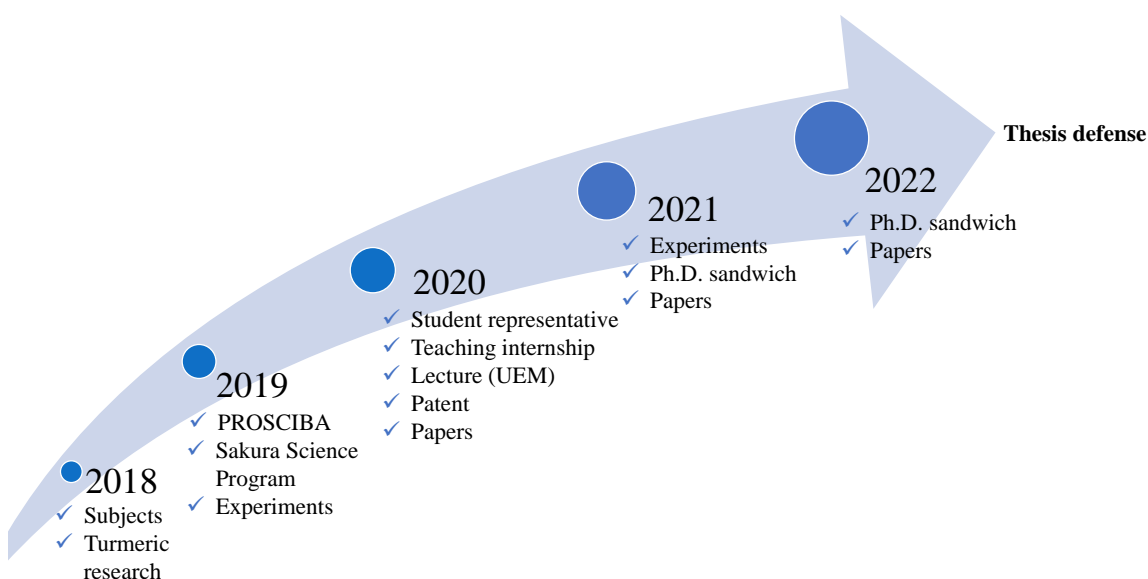 2018
Subjects
Turmeric
research
2019
PROSCIBA
Sakura Science
Program
Experiments
2020
Student representative
Teaching internship
Lecture (UEM)
Patent
Papers
2021
Experiments
Ph.D. sandwich
Papers
2022
Ph.D. sandwich
Papers
Thesis defense